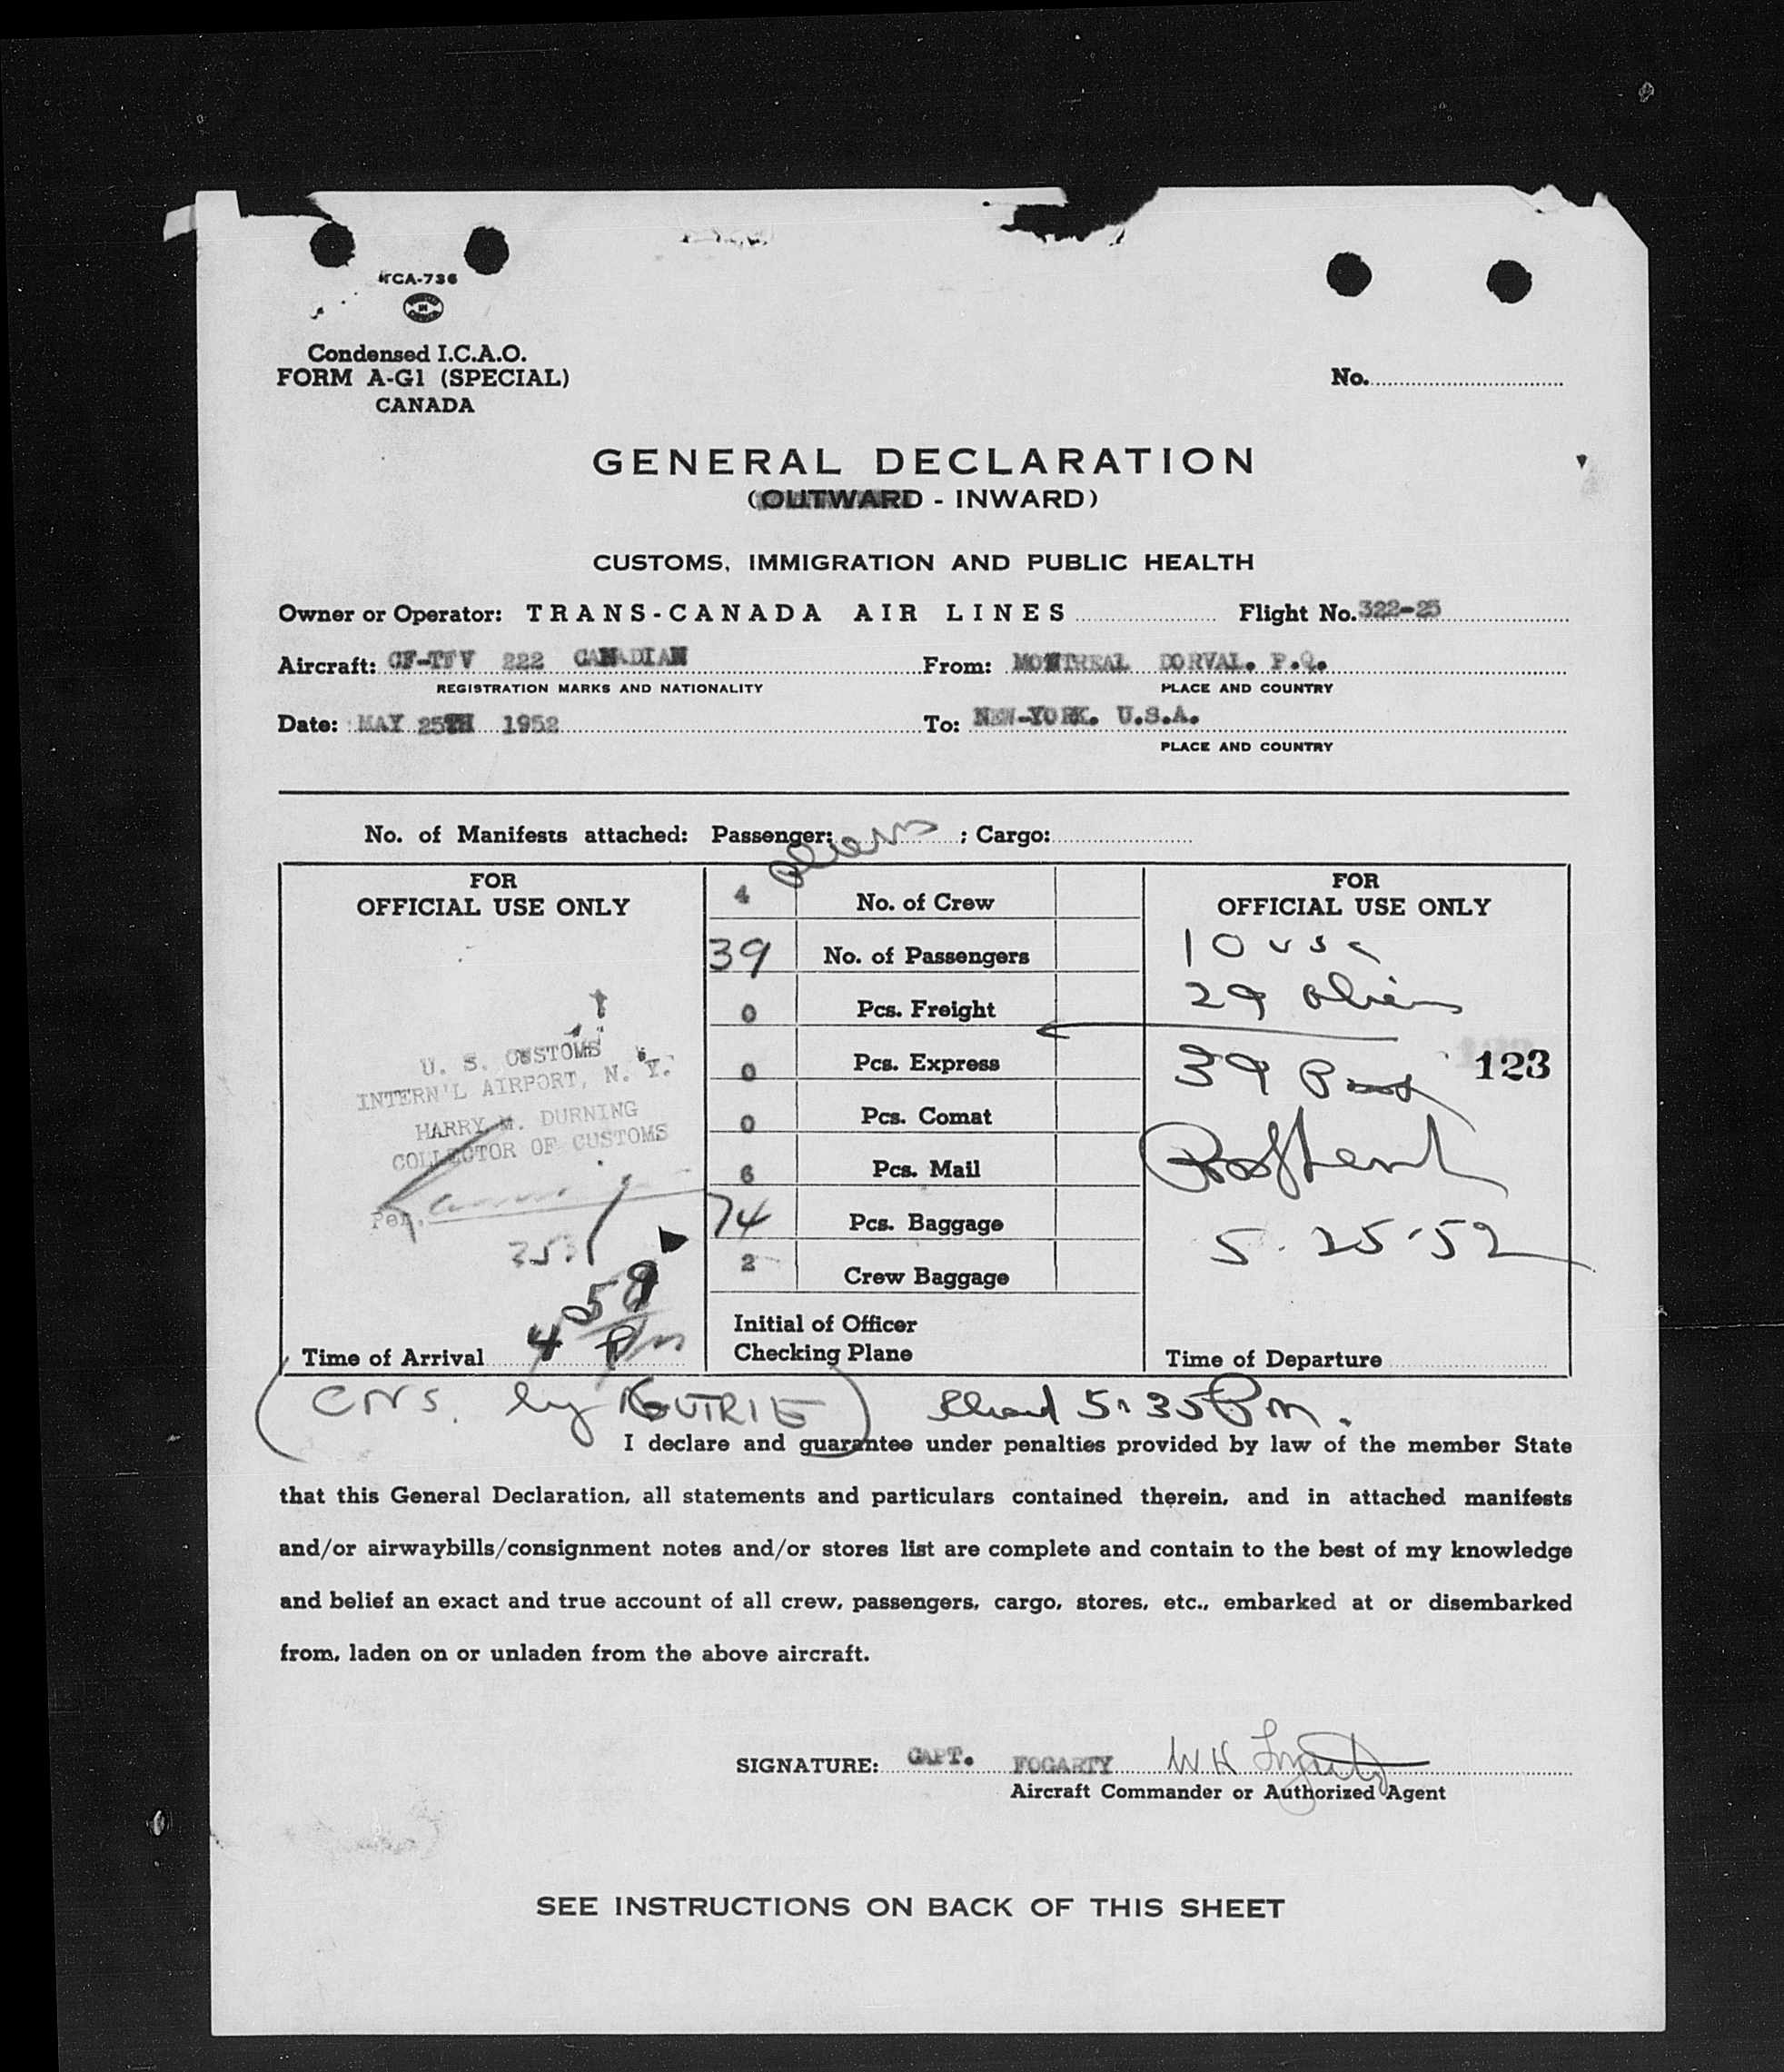 TCA-736
Condensed I.C.A.O.
FORM A-G1 (SPECIAL)
CANADA
No.
GENERAL DECLARATION
(OUTWARD - INWARD)
CUSTOMS, IMMIGRATION AND PUBLIC HEALTH
Owner or Operator: TRANS-CANADA AIR LINES Flight No. 322-25
Aircraft: CF-TFV 222 CANADIAN From: MONTREAL DORVAL. P.Q.
REGISTRATION MARKS AND NATIONALITY PLACE AND COUNTRY
Date: MAY 25TH 1952 To: NEW-YORK. U.S.A.
PLACE AND COUNTRY
No. of Manifests attached: Passenger: ; Cargo:
aliens
FOR
OFFICIAL USE ONLY
U. S. CUSTOMS
INTERN'L AIRPORT, N. Y.
HARRY M. DURNING
COLLECTOR OF CUSTOMS
Per.
4 59
Pm
Time of Arrival
4 No. of Crew
39 No. of Passengers
0 Pcs. Freight
0 Pcs. Express
0 Pcs. Comat
6 Pcs. Mail
74 Pcs. Baggage
2 Crew Baggage
Initial of Officer
Checking Plane
FOR
OFFICIAL USE ONLY
10 usc
29 aliens
39
123
5-25-52
Time of Departure
(CNS. by GUTRIE) 5:35 Pm.
I declare and guarantee under penalties provided by law of the member State
that this General Declaration, all statements and particulars contained therein, and in attached manifests
and/or airwaybills/consignment notes and/or stores list are complete and contain to the best of my knowledge
and belief an exact and true account of all crew, passengers, cargo, stores, etc., embarked at or disembarked
from, laden on or unladen from the above aircraft.
SIGNATURE: CAPT. FOGARTY W H Fogarty
Aircraft Commander or Authorized Agent
SEE INSTRUCTIONS ON BACK OF THIS SHEET